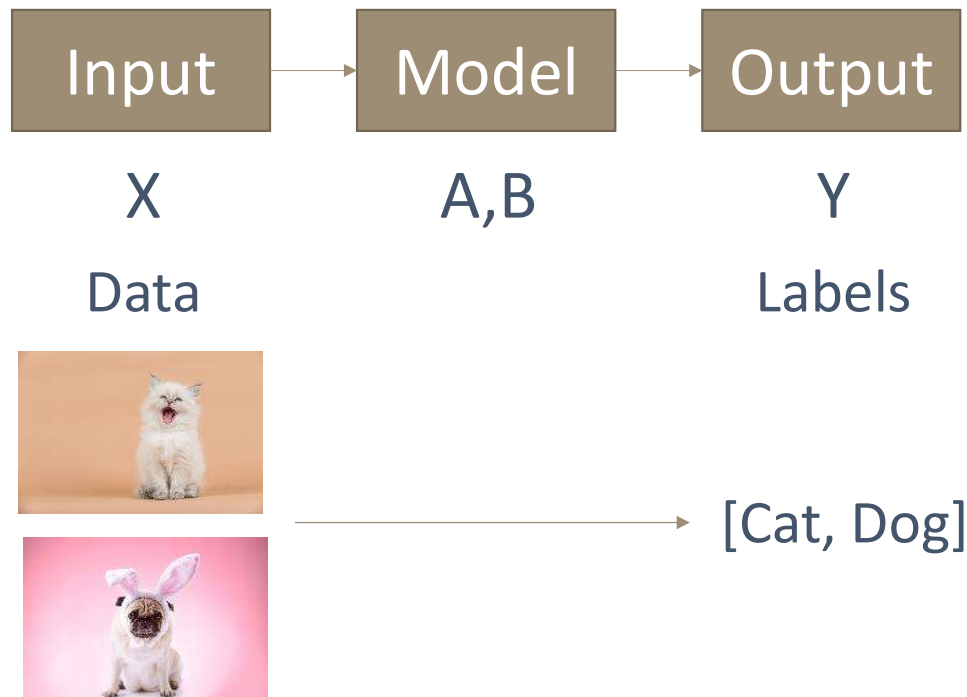 Input Model Output
X A,B Y
Data Labels
[Cat, Dog]